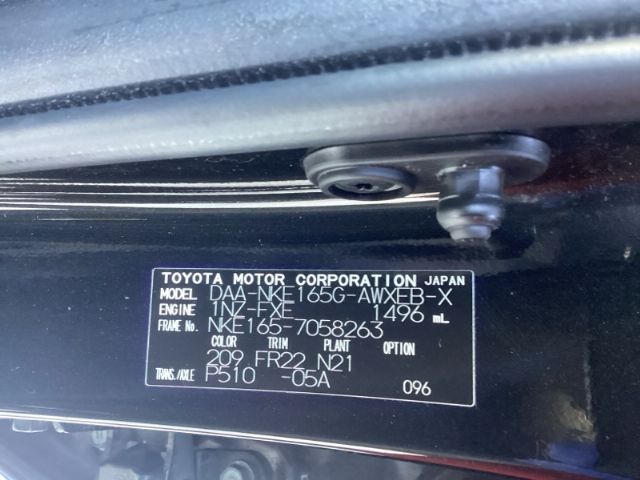 TOYOTA MOTOR CORPORATION JAPAN
MODEL DAA-NKE165G-AWXEB-X
ENGINE 1NZ-FXE 1496 mL
FRAME No. NKE165-7058263
COLOR TRIM PLANT OPTION
209 FR22 N21
TRANS./AXLE P510 -05A
096